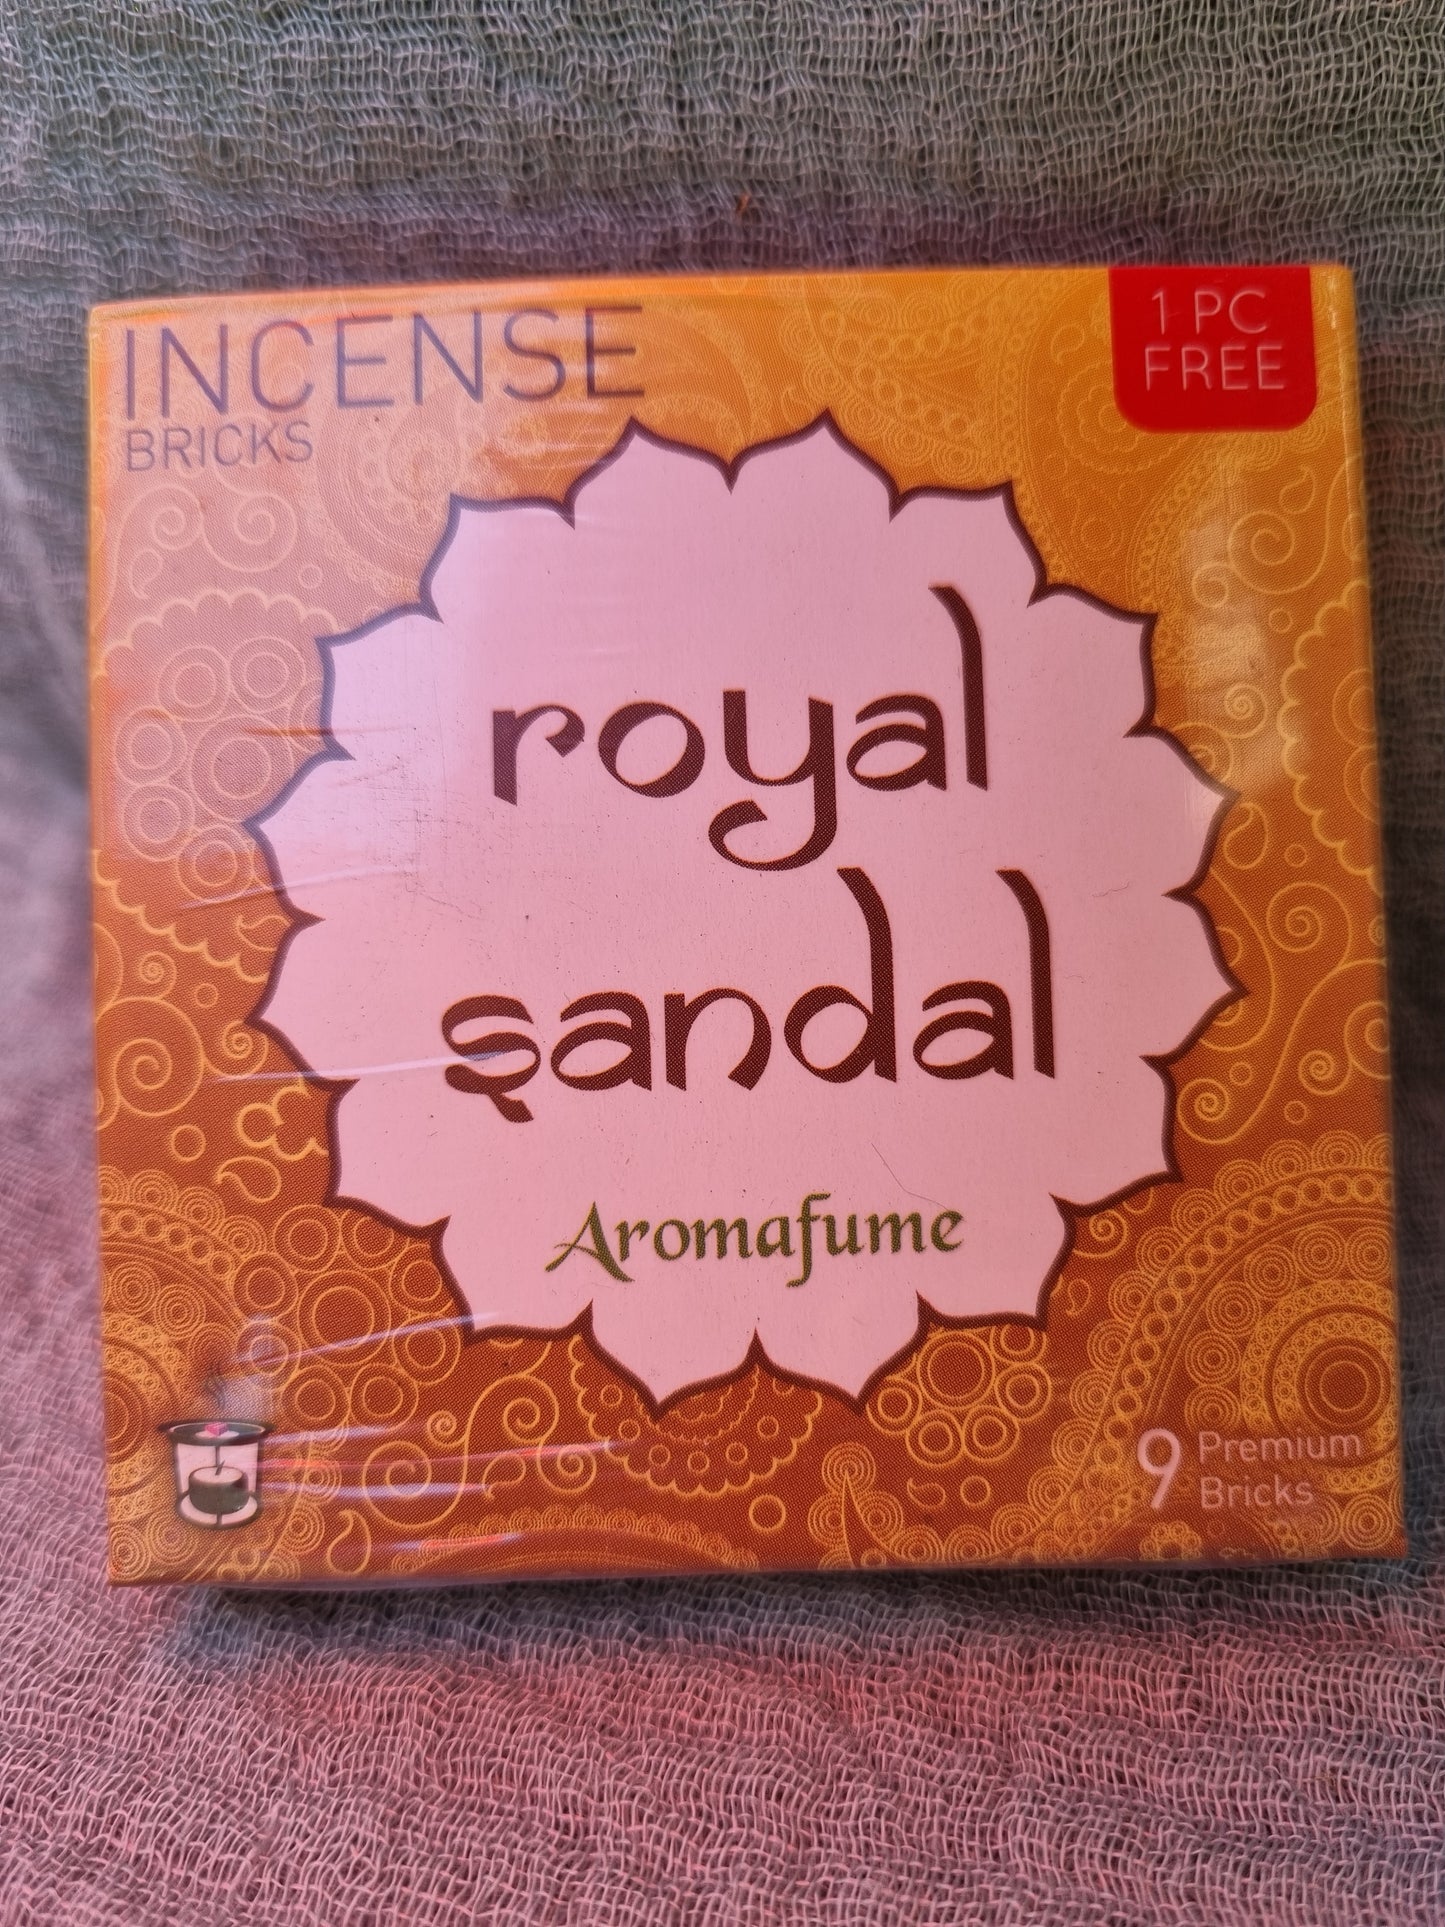 INCENSE
BRICKS
1 PC
FREE
royal
sandal
Aromafume
9 Premium
Bricks